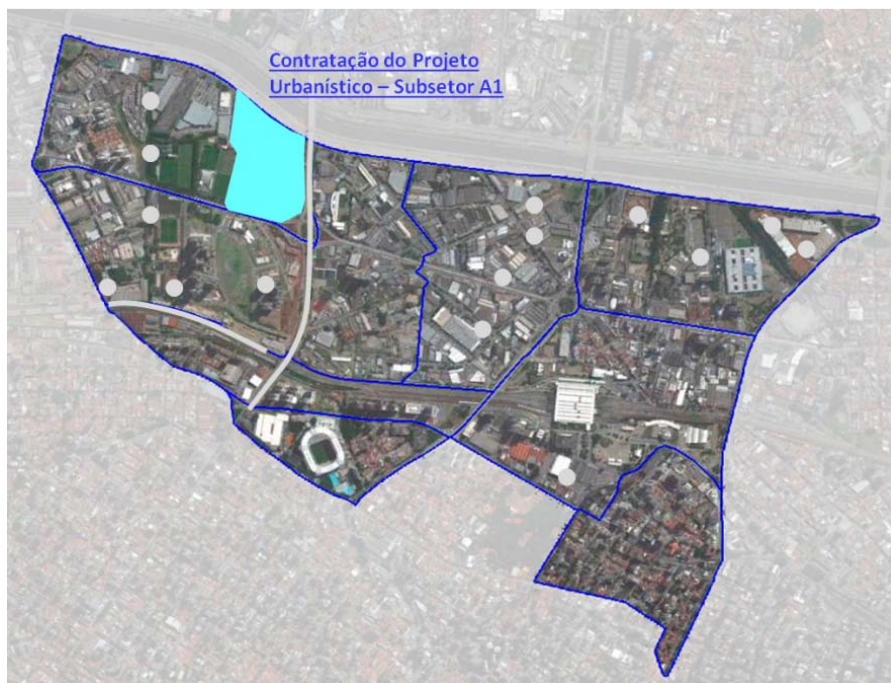 Contratação do Projeto
Urbanístico – Subsetor A1